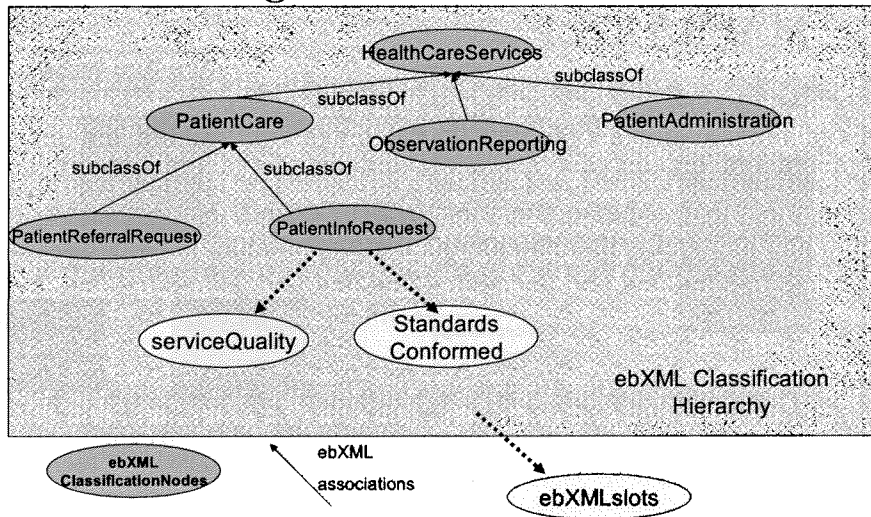 HealthCareServices
subclassOf
subclassOf
PatientCare
PatientAdministration
ObservationReporting
subclassOf
subclassOf
PatientReferralRequest
PatientInfoRequest
serviceQuality
Standards
Conformed
ebXML Classification
Hierarchy
ebXML
ClassificationNodes
ebXML
associations
ebXMLslots